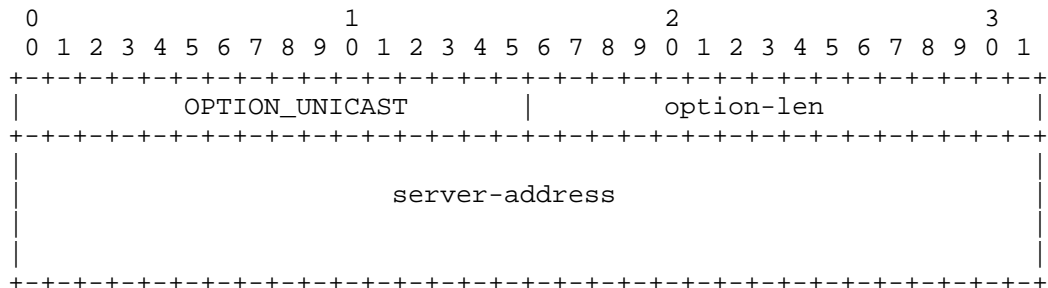 0                   1                   2                   3
 0 1 2 3 4 5 6 7 8 9 0 1 2 3 4 5 6 7 8 9 0 1 2 3 4 5 6 7 8 9 0 1
+-+-+-+-+-+-+-+-+-+-+-+-+-+-+-+-+-+-+-+-+-+-+-+-+-+-+-+-+-+-+-+-+
|          OPTION_UNICAST       |        option-len             |
+-+-+-+-+-+-+-+-+-+-+-+-+-+-+-+-+-+-+-+-+-+-+-+-+-+-+-+-+-+-+-+-+
|                                                               |
|                       server-address                          |
|                                                               |
|                                                               |
+-+-+-+-+-+-+-+-+-+-+-+-+-+-+-+-+-+-+-+-+-+-+-+-+-+-+-+-+-+-+-+-+